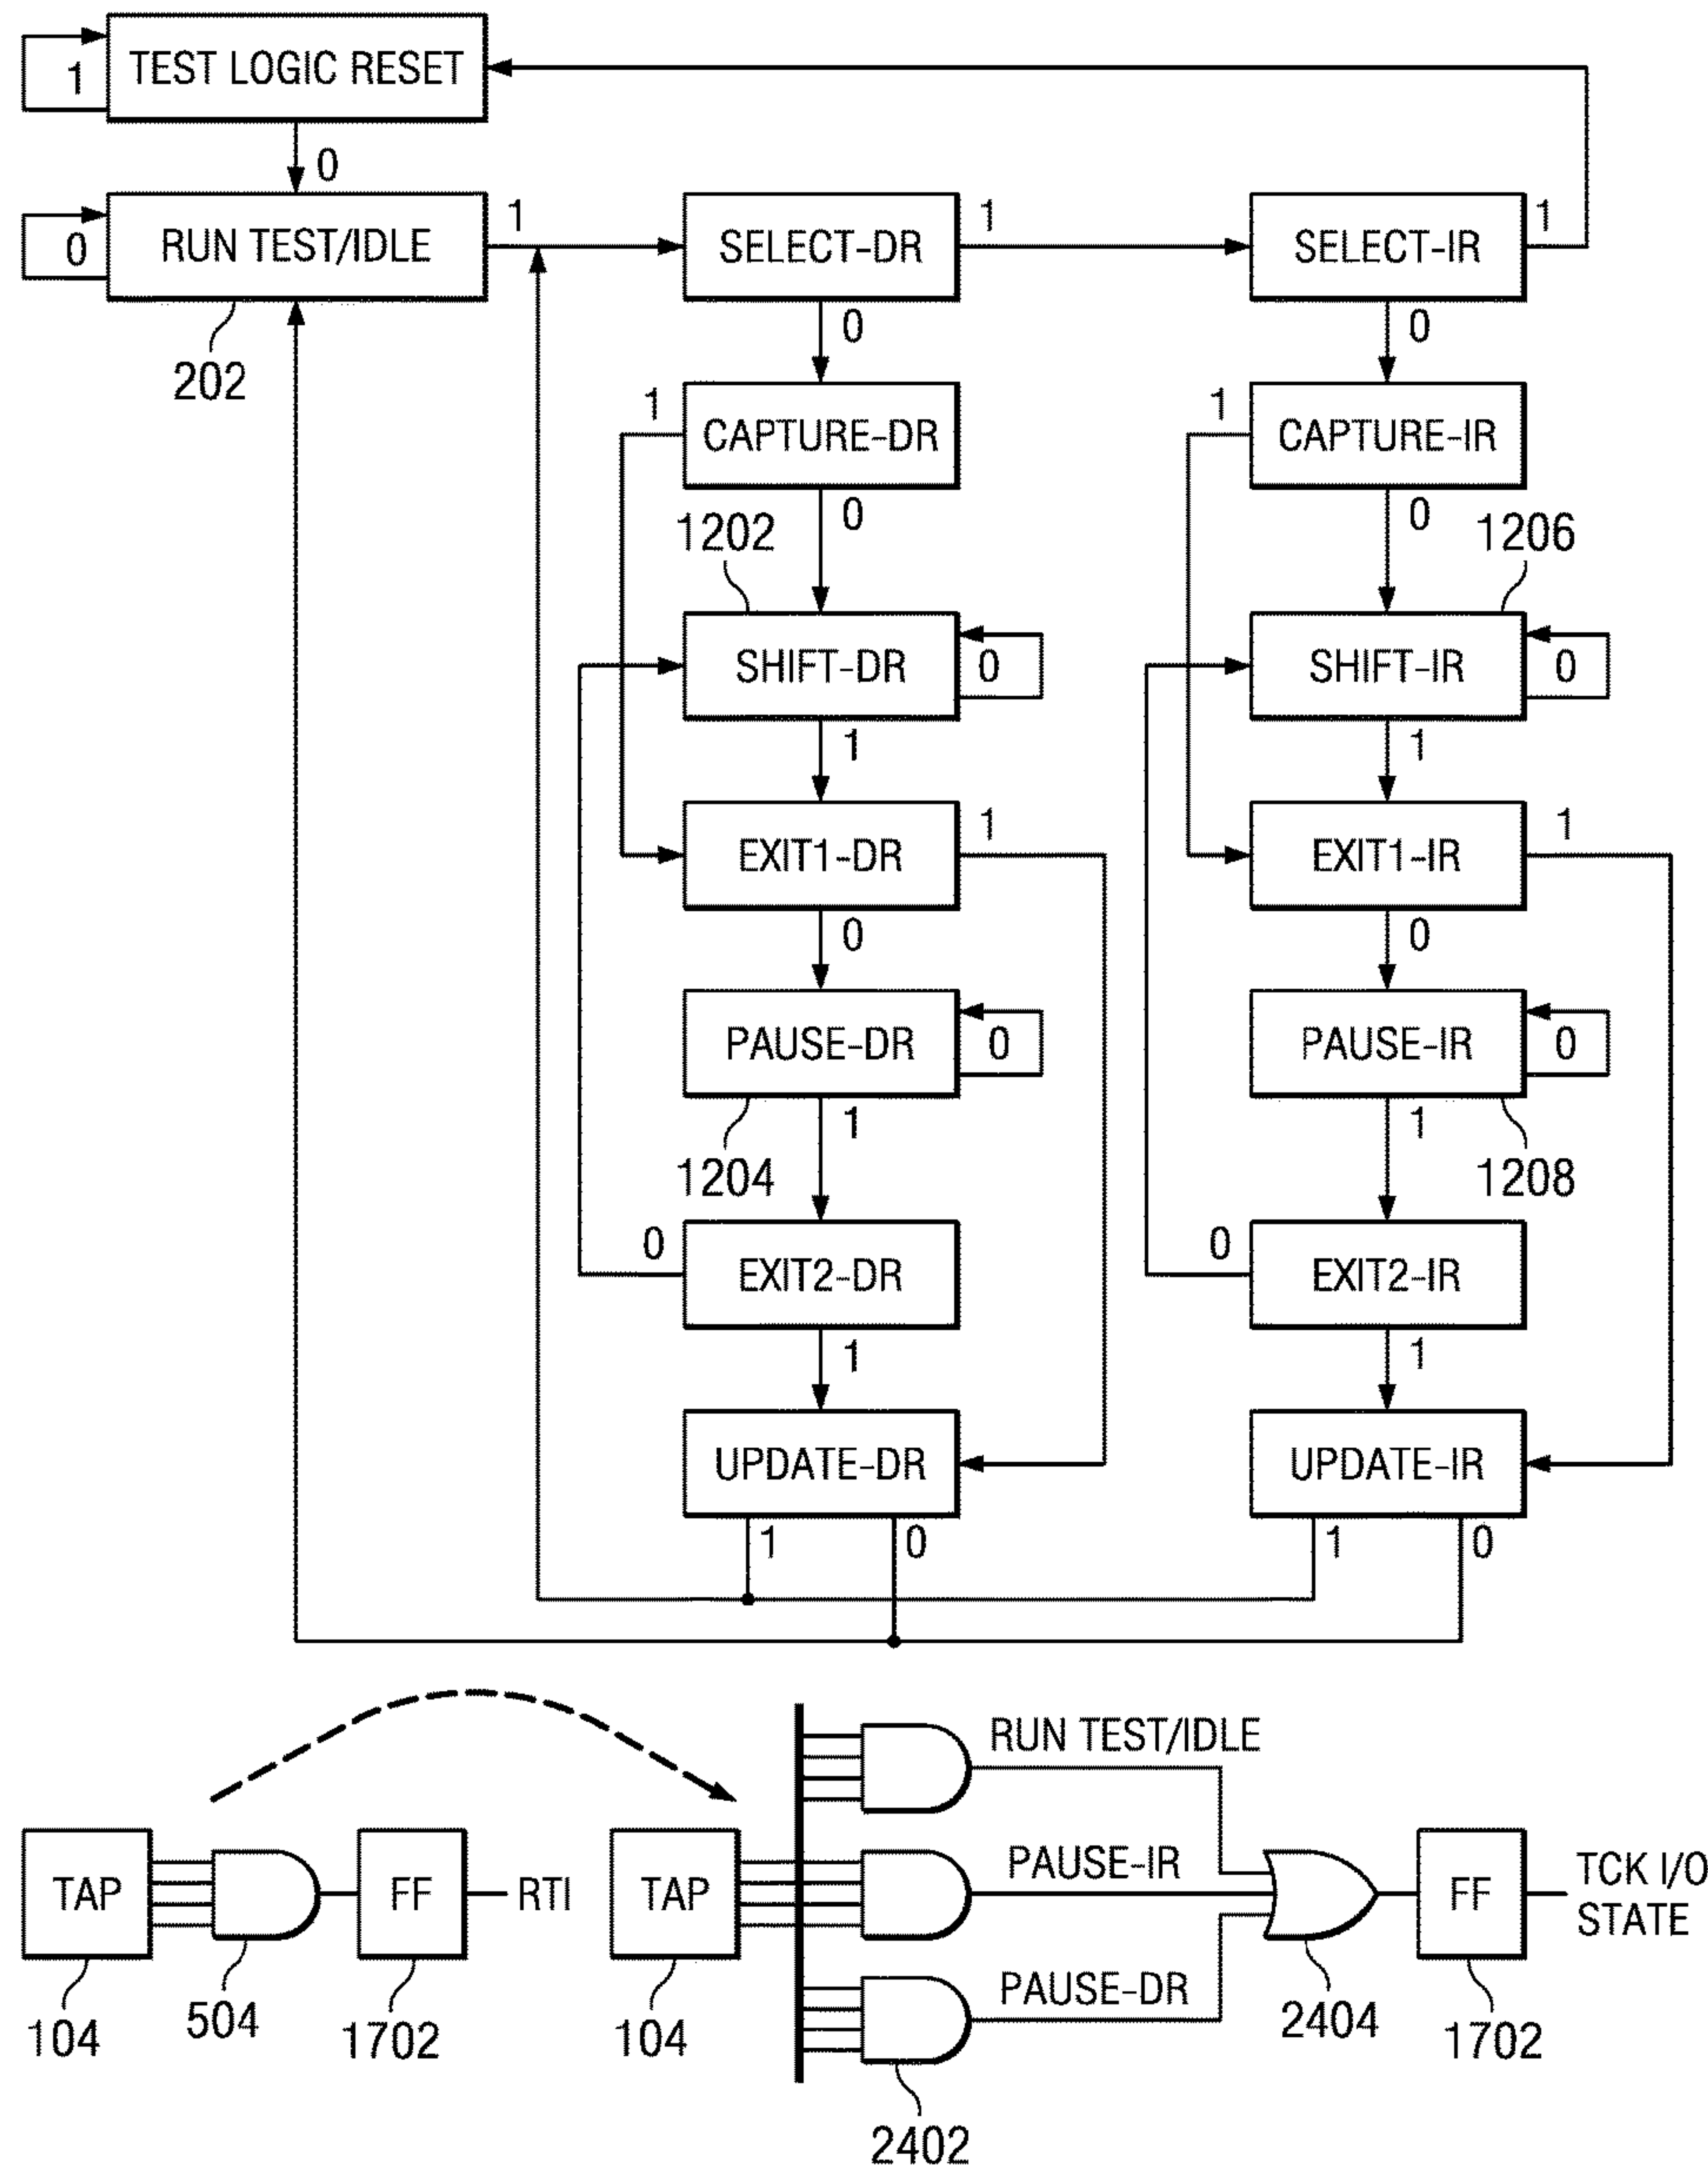 TEST LOGIC RESET
1
0
RUN TEST/IDLE
0
1
SELECT-DR
1
SELECT-IR
1
202
0
0
1
CAPTURE-DR
1
CAPTURE-IR
0
0
1202
1206
SHIFT-DR
0
SHIFT-IR
0
1
1
EXIT1-DR
1
EXIT1-IR
1
0
0
PAUSE-DR
0
PAUSE-IR
0
1
1
1204
1208
0
EXIT2-DR
0
EXIT2-IR
1
1
UPDATE-DR
UPDATE-IR
1
0
1
0
RUN TEST/IDLE
TAP
FF
RTI
TAP
PAUSE-IR
FF
TCK I/O
STATE
PAUSE-DR
104
504
1702
104
2404
1702
2402